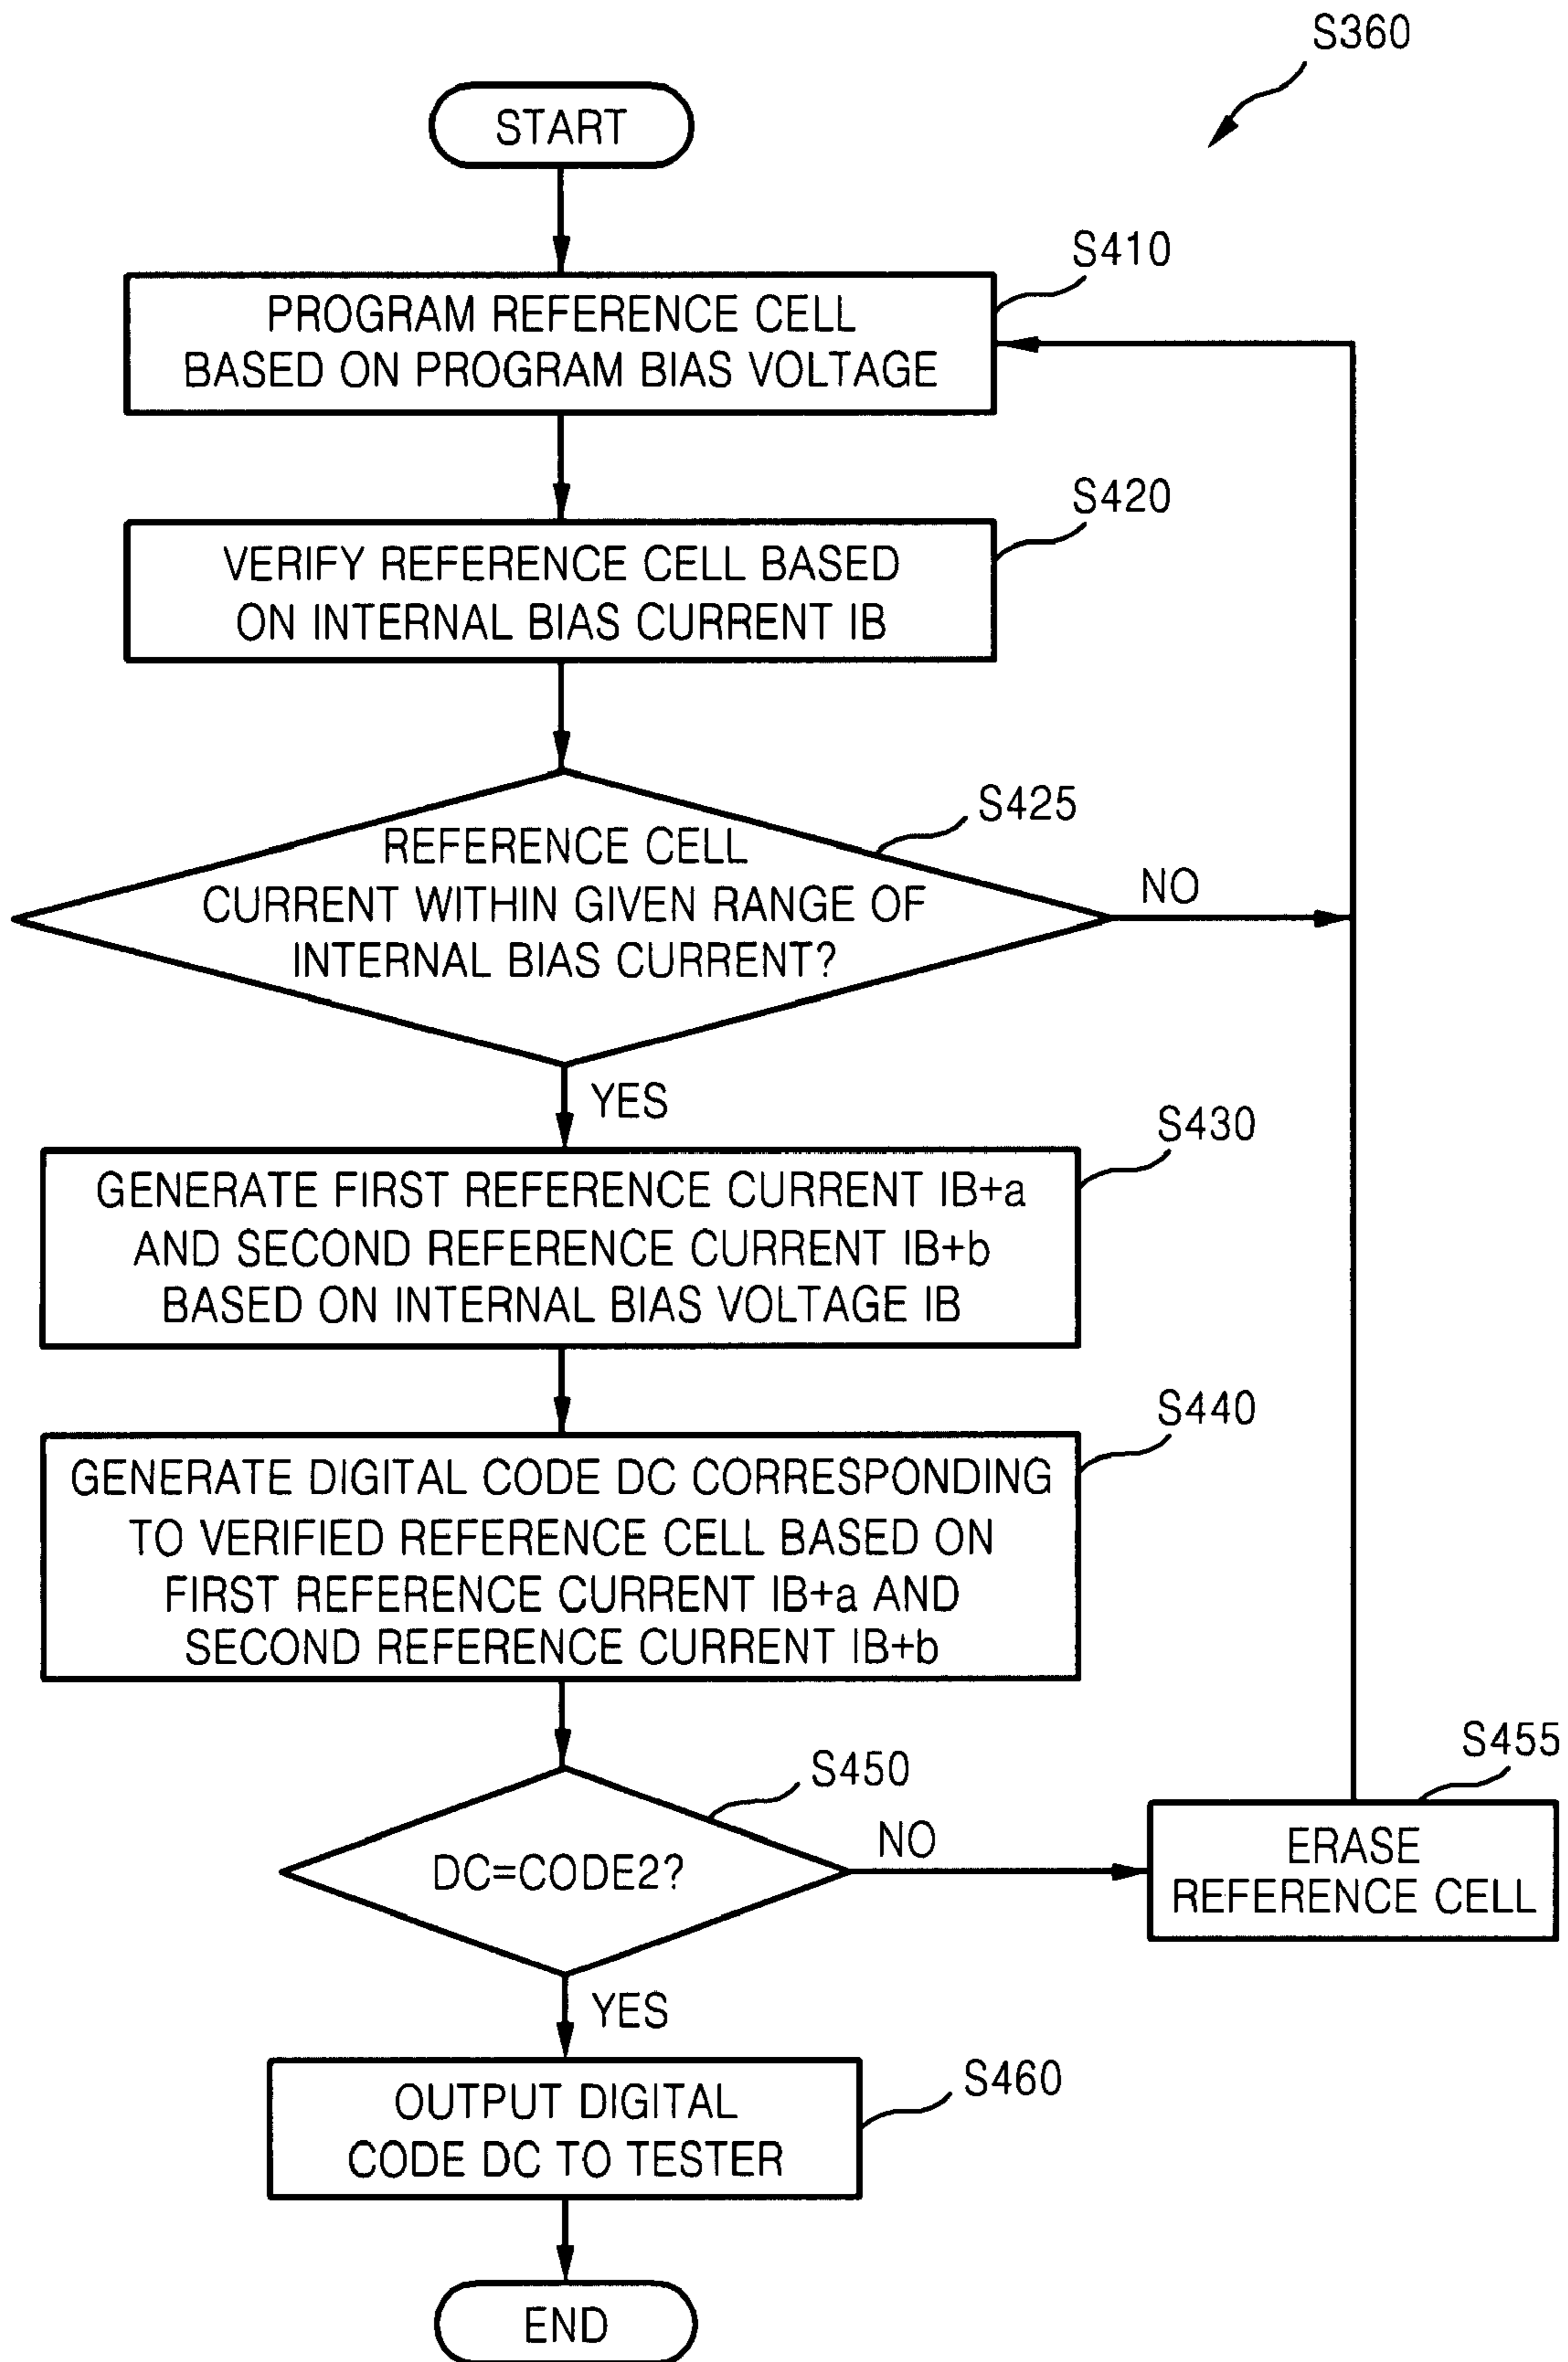 S360
START
S410
PROGRAM REFERENCE CELL
BASED ON PROGRAM BIAS VOLTAGE
S420
VERIFY REFERENCE CELL BASED
ON INTERNAL BIAS CURRENT IB
S425
REFERENCE CELL
CURRENT WITHIN GIVEN RANGE OF
INTERNAL BIAS CURRENT?
NO
YES
S430
GENERATE FIRST REFERENCE CURRENT IB+a
AND SECOND REFERENCE CURRENT IB+b
BASED ON INTERNAL BIAS VOLTAGE IB
S440
GENERATE DIGITAL CODE DC CORRESPONDING
TO VERIFIED REFERENCE CELL BASED ON
FIRST REFERENCE CURRENT IB+a AND
SECOND REFERENCE CURRENT IB+b
S450
DC=CODE2?
NO
S455
ERASE
REFERENCE CELL
YES
S460
OUTPUT DIGITAL
CODE DC TO TESTER
END